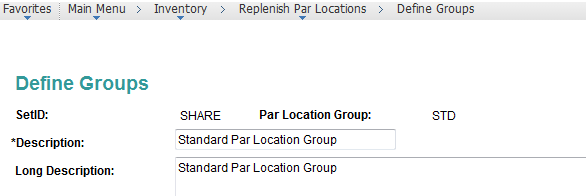 Favorites Main Menu > Inventory > Replenish Par Locations > Define Groups
Define Groups
SetID: SHARE Par Location Group: STD
*Description: Standard Par Location Group
Long Description: Standard Par Location Group